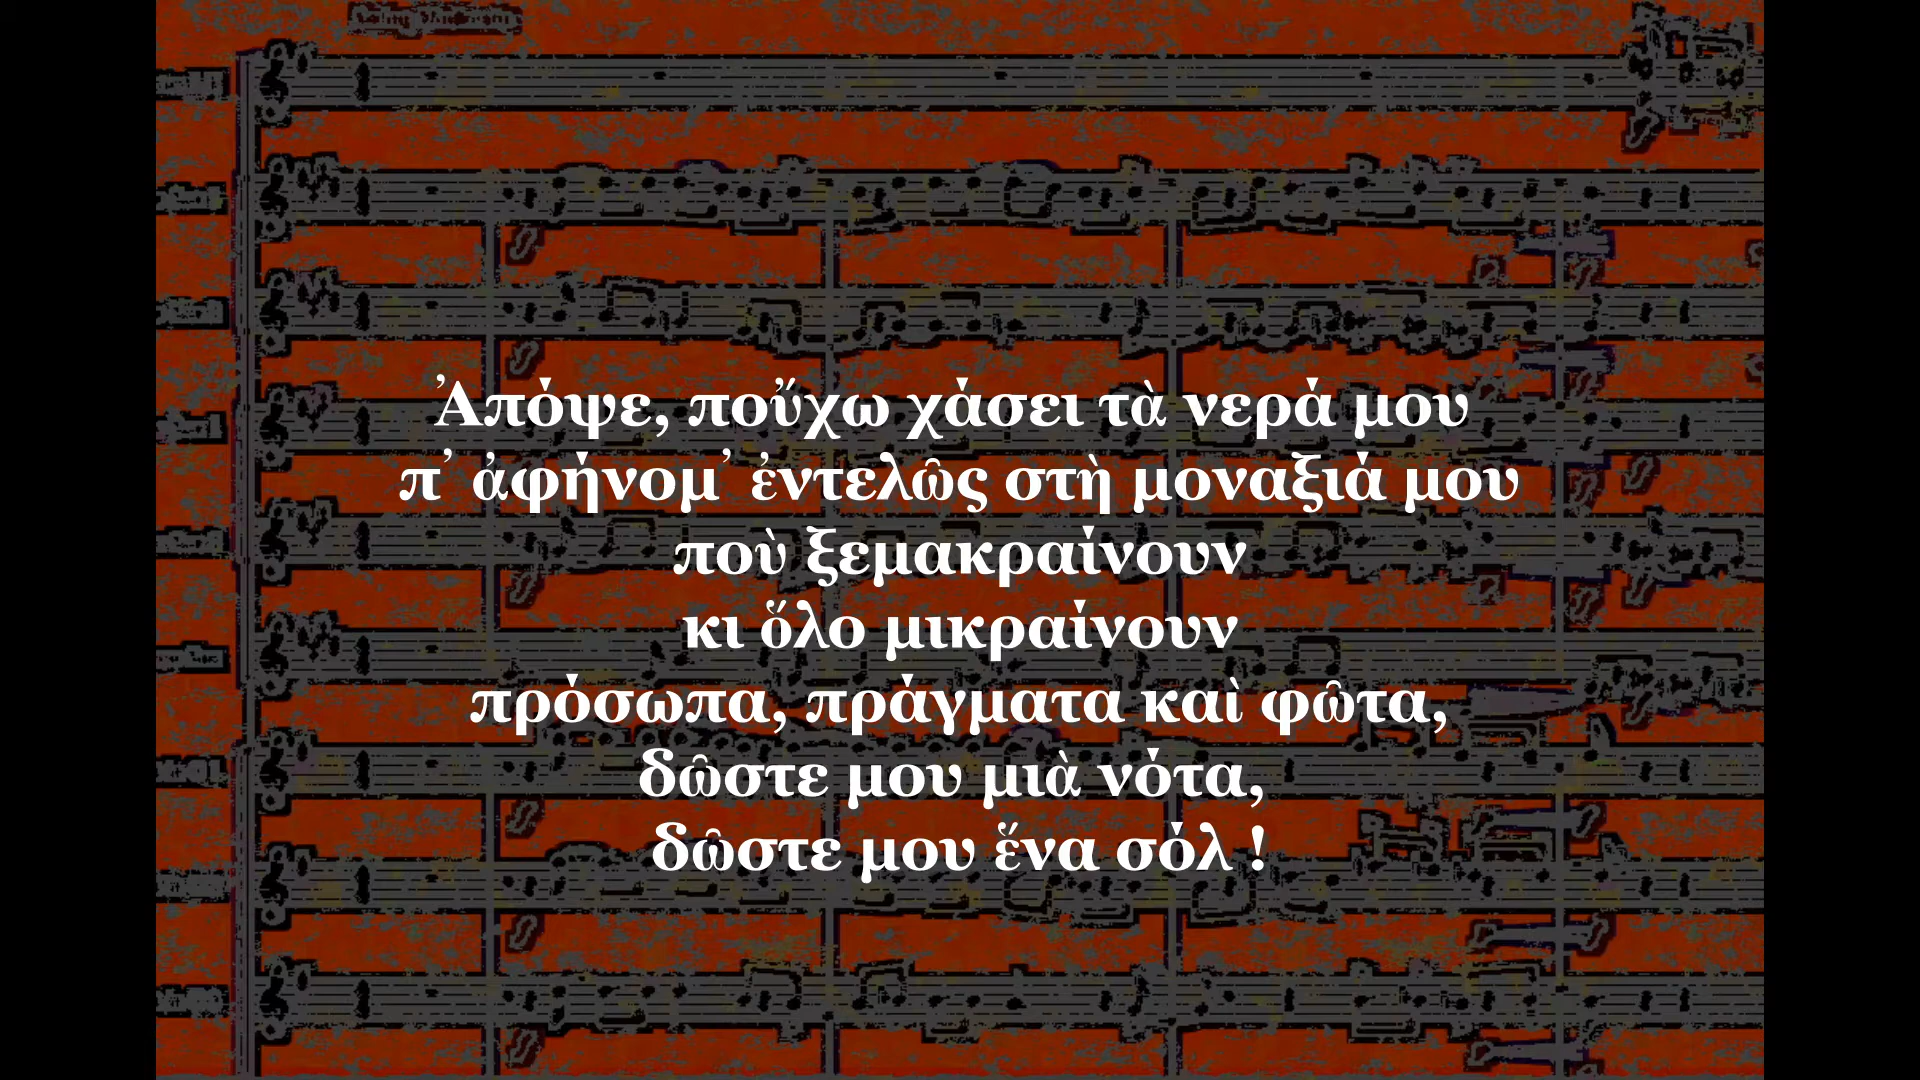 Ἀπόψε, ποὔχω χάσει τὰ νερά μου
π᾿ ἀφήνομ᾿ ἐντελῶς στὴ μοναξιά μου
ποὺ ξεμακραίνουν
κι ὅλο μικραίνουν
πρόσωπα, πράγματα καὶ φῶτα,
δῶστε μου μιὰ νότα,
δῶστε μου ἕνα σόλ !